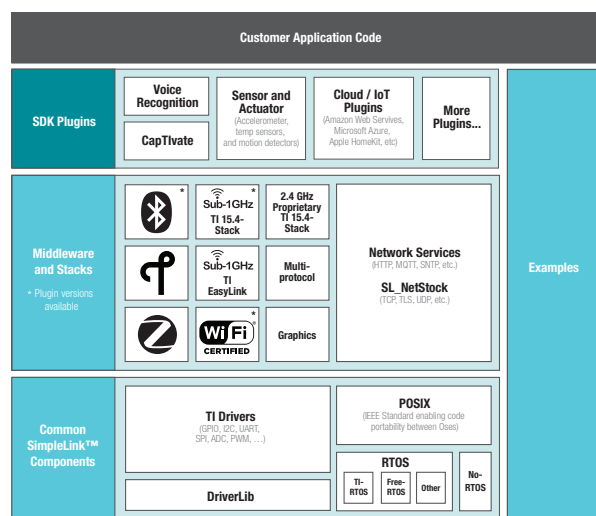 Customer Application Code
SDK Plugins
Voice
Recognition
CapTIvate
Sensor and
Actuator
(Accelerometer,
temp sensors,
and motion detectors)
Cloud / IoT
Plugins
(Amazon Web Servives,
Microsoft Azure,
Apple HomeKit, etc)
More
Plugins...
Examples
Middleware
and Stacks
* Plugin versions
available
*
*
Sub-1GHz
TI 15.4-
Stack
2.4 GHz
Proprietary
TI 15.4-
Stack
Sub-1GHz
TI
EasyLink
Multi-
protocol
*
Wi Fi
®
CERTIFIED
Graphics
Network Services
(HTTP, MQTT, SNTP, etc.)
SL_NetStock
(TCP, TLS, UDP, etc.)
Common
SimpleLink™
Components
TI Drivers
(GPIO, I2C, UART,
SPI, ADC, PWM, …)
DriverLib
POSIX
(IEEE Standard enabling code
portability between Oses)
RTOS
TI-
RTOS
Free-
RTOS
Other
No-
RTOS